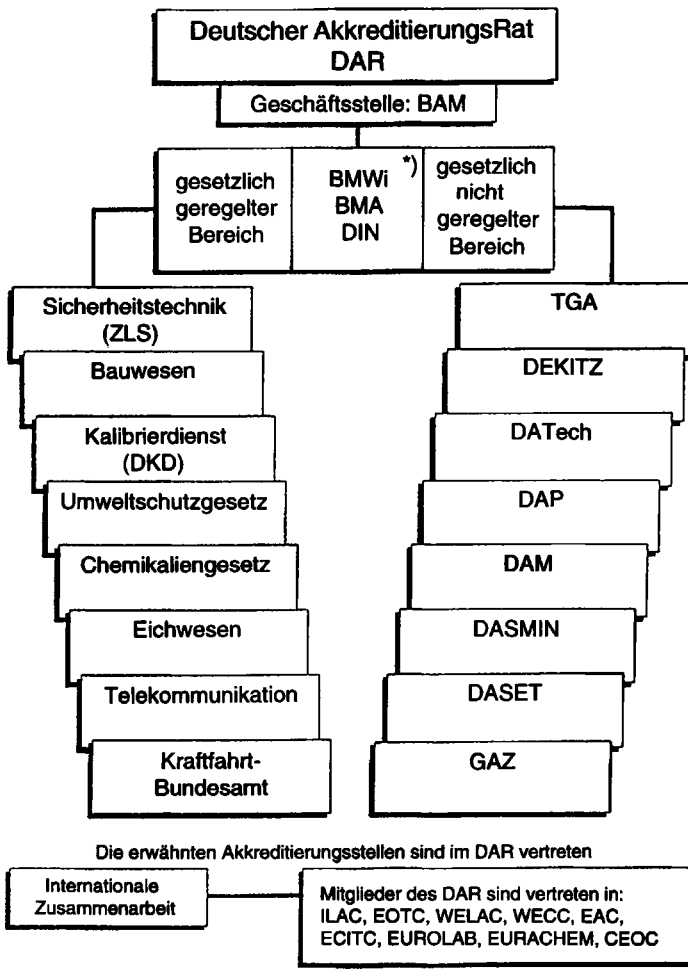 Deutscher AkkreditierungsRat
DAR
Geschäftsstelle: BAM
gesetzlich
geregelter
Bereich
*)
BMWi
BMA
DIN
gesetzlich
nicht
geregelter
Bereich
Sicherheitstechnik
(ZLS)
Bauwesen
Kalibrierdienst
(DKD)
Umweltschutzgesetz
Chemikaliengesetz
Eichwesen
Telekommunikation
Kraftfahrt-
Bundesamt
TGA
DEKITZ
DATech
DAP
DAM
DASMIN
DASET
GAZ
Die erwähnten Akkreditierungsstellen sind im DAR vertreten
Internationale
Zusammenarbeit
Mitglieder des DAR sind vertreten in:
ILAC, EOTC, WELAC, WECC, EAC,
ECITC, EUROLAB, EURACHEM, CEOC